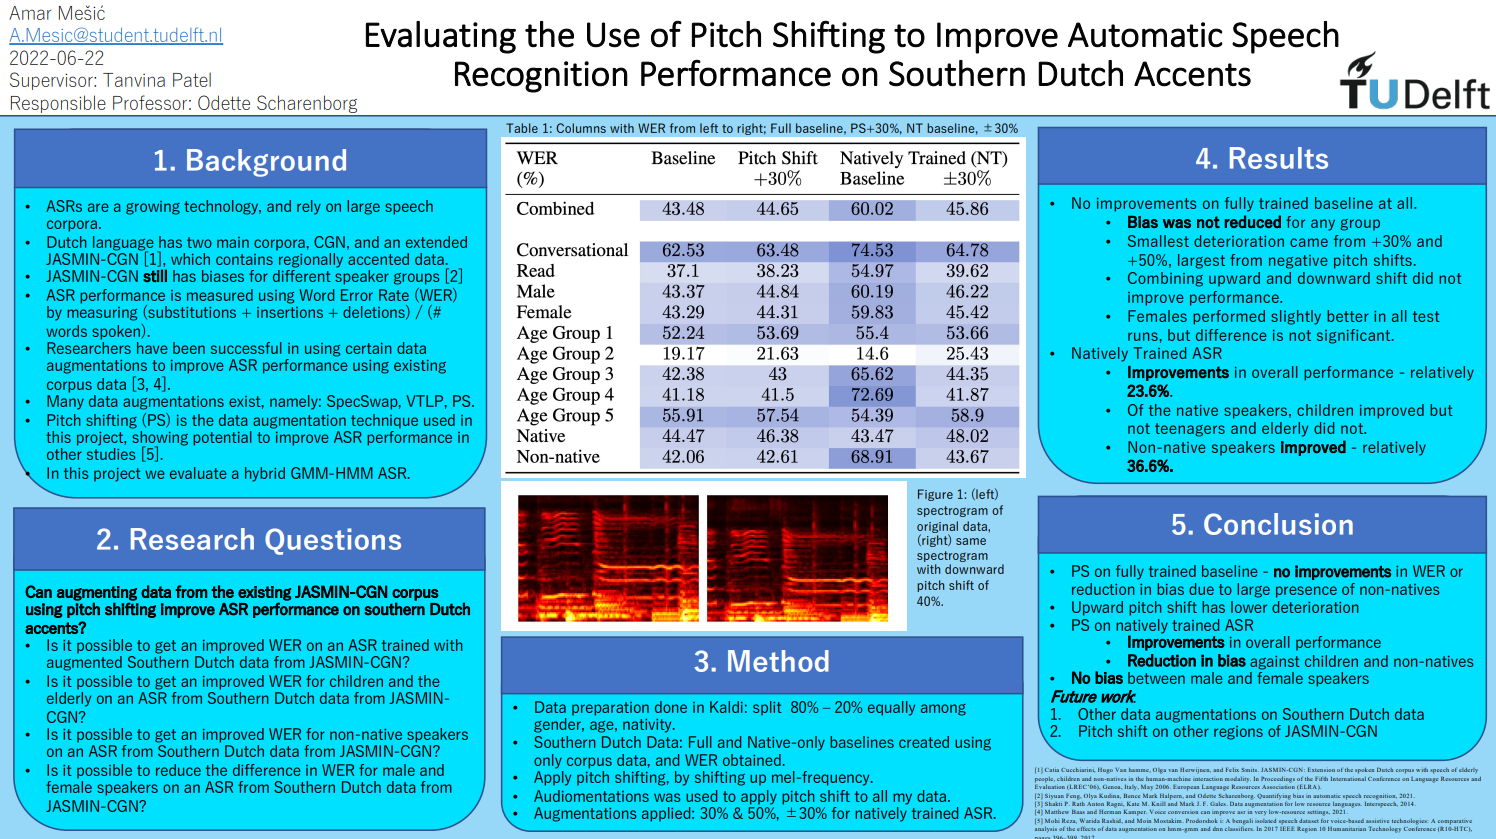 Amar Mešić
A.Mesic@student.tudelft.nl
2022-06-22
Supervisor: Tanvina Patel
Responsible Professor: Odette Scharenborg
Evaluating the Use of Pitch Shifting to Improve Automatic Speech
Recognition Performance on Southern Dutch Accents
TU Delft
1. Background
• ASRs are a growing technology, and rely on large speech
corpora.
• Dutch language has two main corpora, CGN, and an extended
JASMIN-CGN [1], which contains regionally accented data.
• JASMIN-CGN still has biases for different speaker groups [2]
• ASR performance is measured using Word Error Rate (WER)
by measuring (substitutions + insertions + deletions) / (#
words spoken).
• Researchers have been successful in using certain data
augmentations to improve ASR performance using existing
corpus data [3, 4].
• Many data augmentations exist, namely: SpecSwap, VTLP, PS.
• Pitch shifting (PS) is the data augmentation technique used in
this project, showing potential to improve ASR performance in
other studies [5].
• In this project we evaluate a hybrid GMM-HMM ASR.
2. Research Questions
Can augmenting data from the existing JASMIN-CGN corpus
using pitch shifting improve ASR performance on southern Dutch
accents?
• Is it possible to get an improved WER on an ASR trained with
augmented Southern Dutch data from JASMIN-CGN?
• Is it possible to get an improved WER for children and the
elderly on an ASR from Southern Dutch data from JASMIN-
CGN?
• Is it possible to get an improved WER for non-native speakers
on an ASR from Southern Dutch data from JASMIN-CGN?
• Is it possible to reduce the difference in WER for male and
female speakers on an ASR from Southern Dutch data from
JASMIN-CGN?
Table 1: Columns with WER from left to right; Full baseline, PS+30%, NT baseline, ±30%
WER Baseline Pitch Shift Natively Trained (NT)
(%) +30% Baseline ±30%
Combined 43.48 44.65 60.02 45.86
Conversational 62.53 63.48 74.53 64.78
Read 37.1 38.23 54.97 39.62
Male 43.37 44.84 60.19 46.22
Female 43.29 44.31 59.83 45.42
Age Group 1 52.24 53.69 55.4 53.66
Age Group 2 19.17 21.63 14.6 25.43
Age Group 3 42.38 43 65.62 44.35
Age Group 4 41.18 41.5 72.69 41.87
Age Group 5 55.91 57.54 54.39 58.9
Native 44.47 46.38 43.47 48.02
Non-native 42.06 42.61 68.91 43.67
Figure 1: (left)
spectrogram of
original data,
(right) same
spectrogram
with downward
pitch shift of
40%.
3. Method
• Data preparation done in Kaldi: split 80% – 20% equally among
gender, age, nativity.
• Southern Dutch Data: Full and Native-only baselines created using
only corpus data, and WER obtained.
• Apply pitch shifting, by shifting up mel-frequency.
• Audiomentations was used to apply pitch shift to all my data.
• Augmentations applied: 30% & 50%, ±30% for natively trained ASR.
4. Results
• No improvements on fully trained baseline at all.
• Bias was not reduced for any group
• Smallest deterioration came from +30% and
+50%, largest from negative pitch shifts.
• Combining upward and downward shift did not
improve performance.
• Females performed slightly better in all test
runs, but difference is not significant.
• Natively Trained ASR
• Improvements in overall performance - relatively
23.6%.
• Of the native speakers, children improved but
not teenagers and elderly did not.
• Non-native speakers improved - relatively
36.6%.
5. Conclusion
• PS on fully trained baseline - no improvements in WER or
reduction in bias due to large presence of non-natives
• Upward pitch shift has lower deterioration
• PS on natively trained ASR
• Improvements in overall performance
• Reduction in bias against children and non-natives
• No bias between male and female speakers
Future work:
1. Other data augmentations on Southern Dutch data
2. Pitch shift on other regions of JASMIN-CGN
[1] Catia Cucchiarini, Hugo Van hamme, Olga van Herwijnen, and Felix Smits. JASMIN-CGN: Extension of the spoken Dutch corpus with speech of elderly
people, children and non-natives in the human-machine interaction modality. In Proceedings of the Fifth International Conference on Language Resources and
Evaluation (LREC'06), Genoa, Italy, May 2006. European Language Resources Association (ELRA).
[2] Siyuan Feng, Olya Kudina, Bence Mark Halpern, and Odette Scharenborg. Quantifying bias in automatic speech recognition, 2021.
[3] Shakti P. Rath Anton Ragni, Kate M. Knill and Mark J. F. Gales. Data augmentation for low resource languages. Interspeech, 2014.
[4] Matthew Baas and Herman Kamper. Voice conversion can improve asr in very low-resource settings, 2021.
[5] Mohi Reza, Warida Rashid, and Moin Mostakim. Prodorshok i: A bengali isolated speech dataset for voice-based assistive technologies: A comparative
analysis of the effects of data augmentation on hmm-gmm and dnn classifiers. In 2017 IEEE Region 10 Humanitarian Technology Conference (R10-HTC),